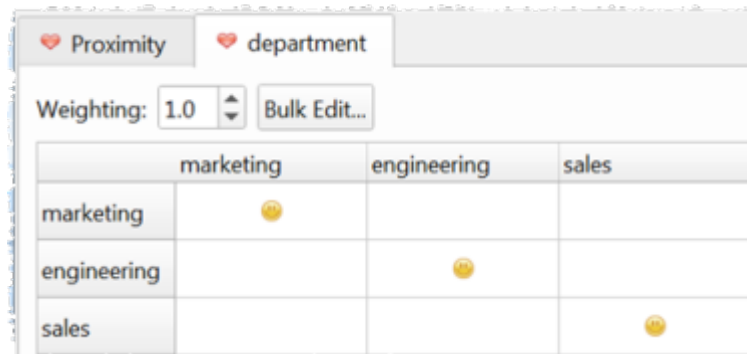 Proximity department
Weighting: 1.0 Bulk Edit...
marketing engineering sales
marketing
engineering
sales